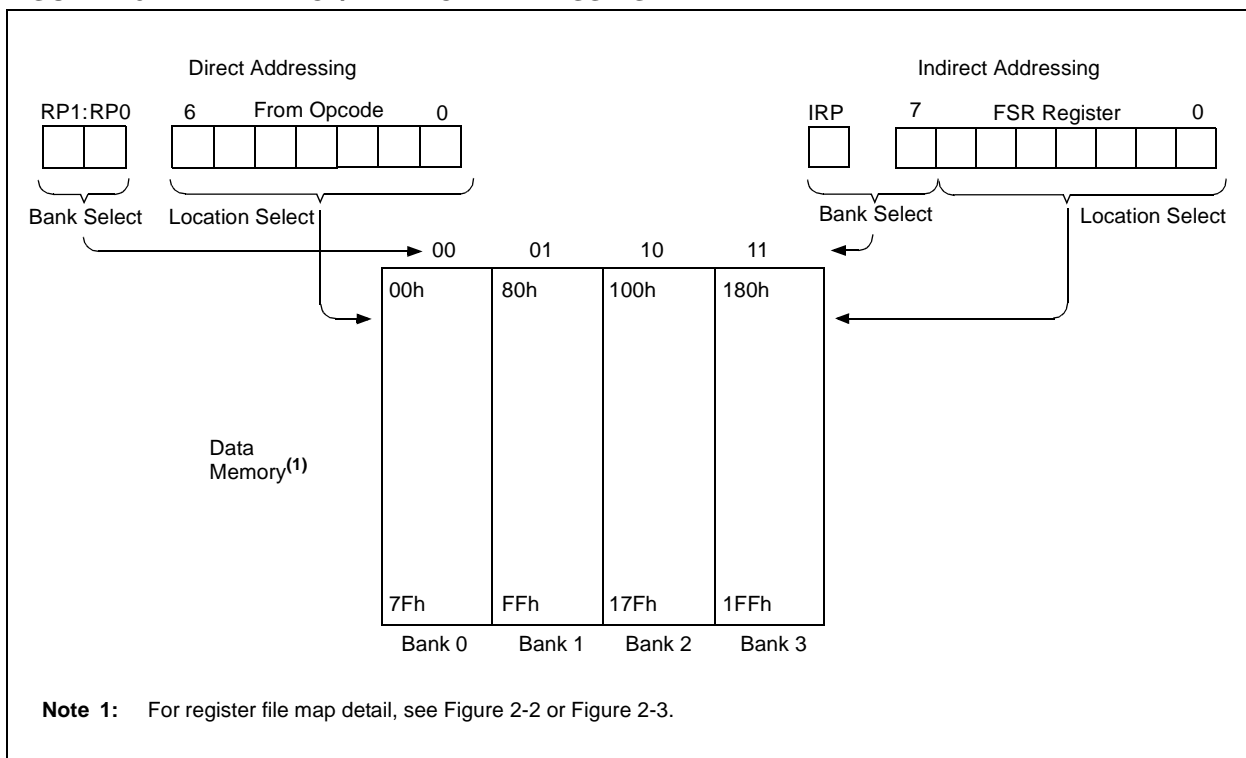 Direct Addressing Indirect Addressing
RP1:RP0 6 From Opcode 0 IRP 7 FSR Register 0
Bank Select Location Select Bank Select Location Select
00 01 10 11
00h 80h 100h 180h
Data
Memory(1)
7Fh FFh 17Fh 1FFh
Bank 0 Bank 1 Bank 2 Bank 3
Note 1: For register file map detail, see Figure 2-2 or Figure 2-3.